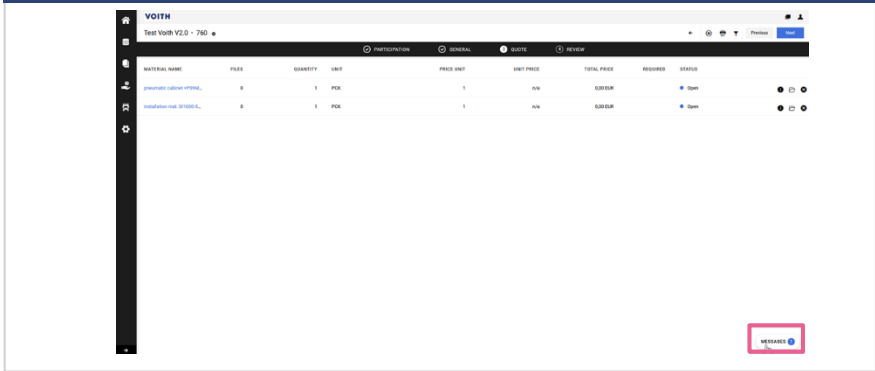 VOITH
Test Voith V2.0 - 760
Previous Next
PARTICIPATION GENERAL QUOTE REVIEW
MATERIAL NAME FILES QUANTITY UNIT PRICE UNIT UNIT PRICE TOTAL PRICE REQUIRED STATUS
pneumatic cabinet 0 1 PCK 1 n/a 0,00 EUR Open
installation mat. 0 1 PCK 1 n/a 0,00 EUR Open
MESSAGES